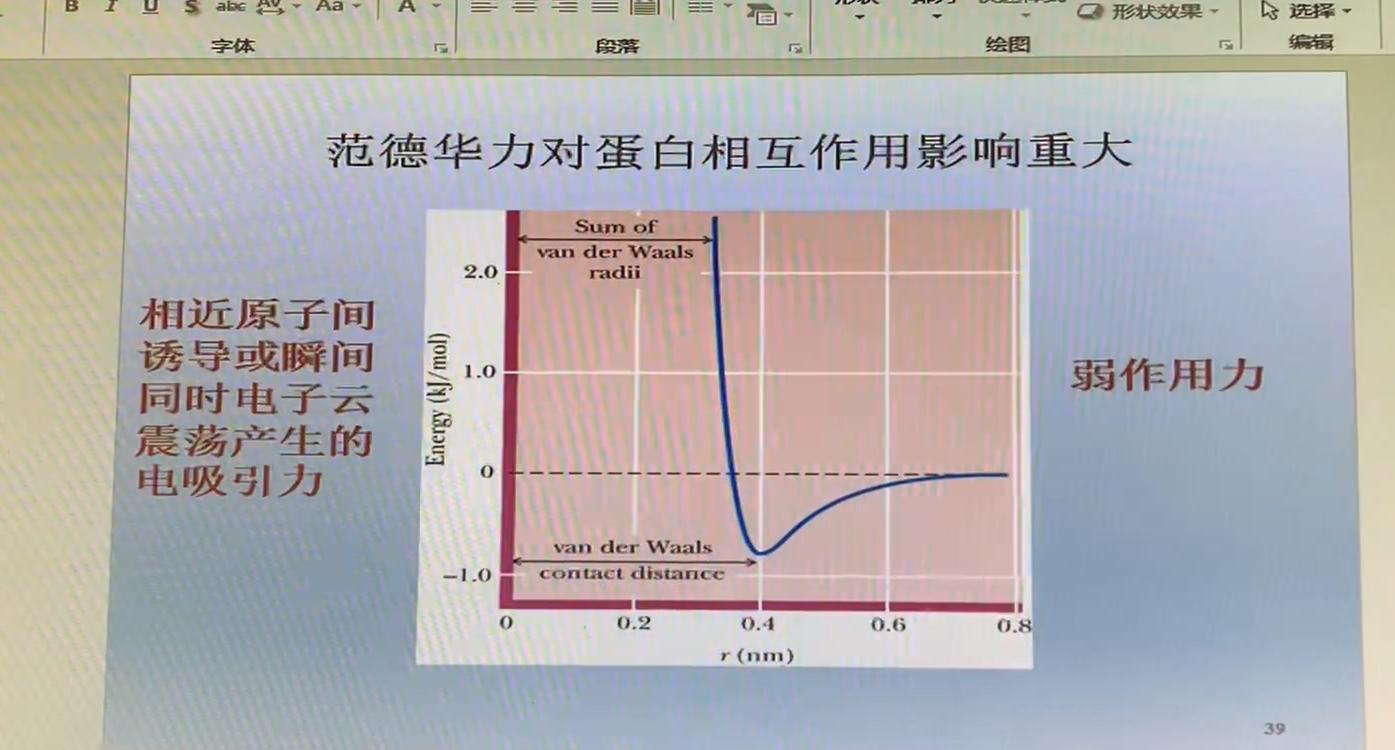 B I U S abc AV Aa A
形状效果
选择
字体
段落
绘图
编辑
范德华力对蛋白相互作用影响重大
相近原子间
诱导或瞬间
同时电子云
震荡产生的
电吸引力
Sum of
van der Waals
radii
2.0
1.0
0
−1.0
Energy (kJ/mol)
van der Waals
contact distance
0 0.2 0.4 0.6 0.8
r (nm)
弱作用力
39